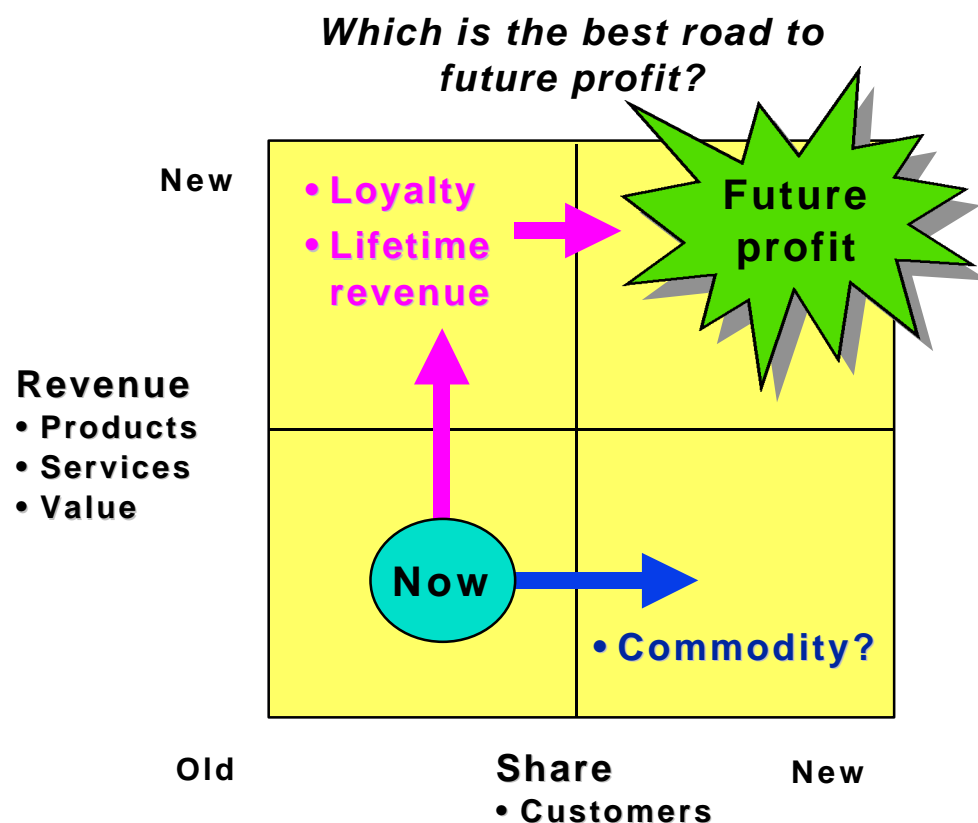 Which is the best road to
future profit?
New
• Loyalty
• Lifetime
revenue
Future
profit
Revenue
• Products
• Services
• Value
Now
• Commodity?
Old
Share
• Customers
New